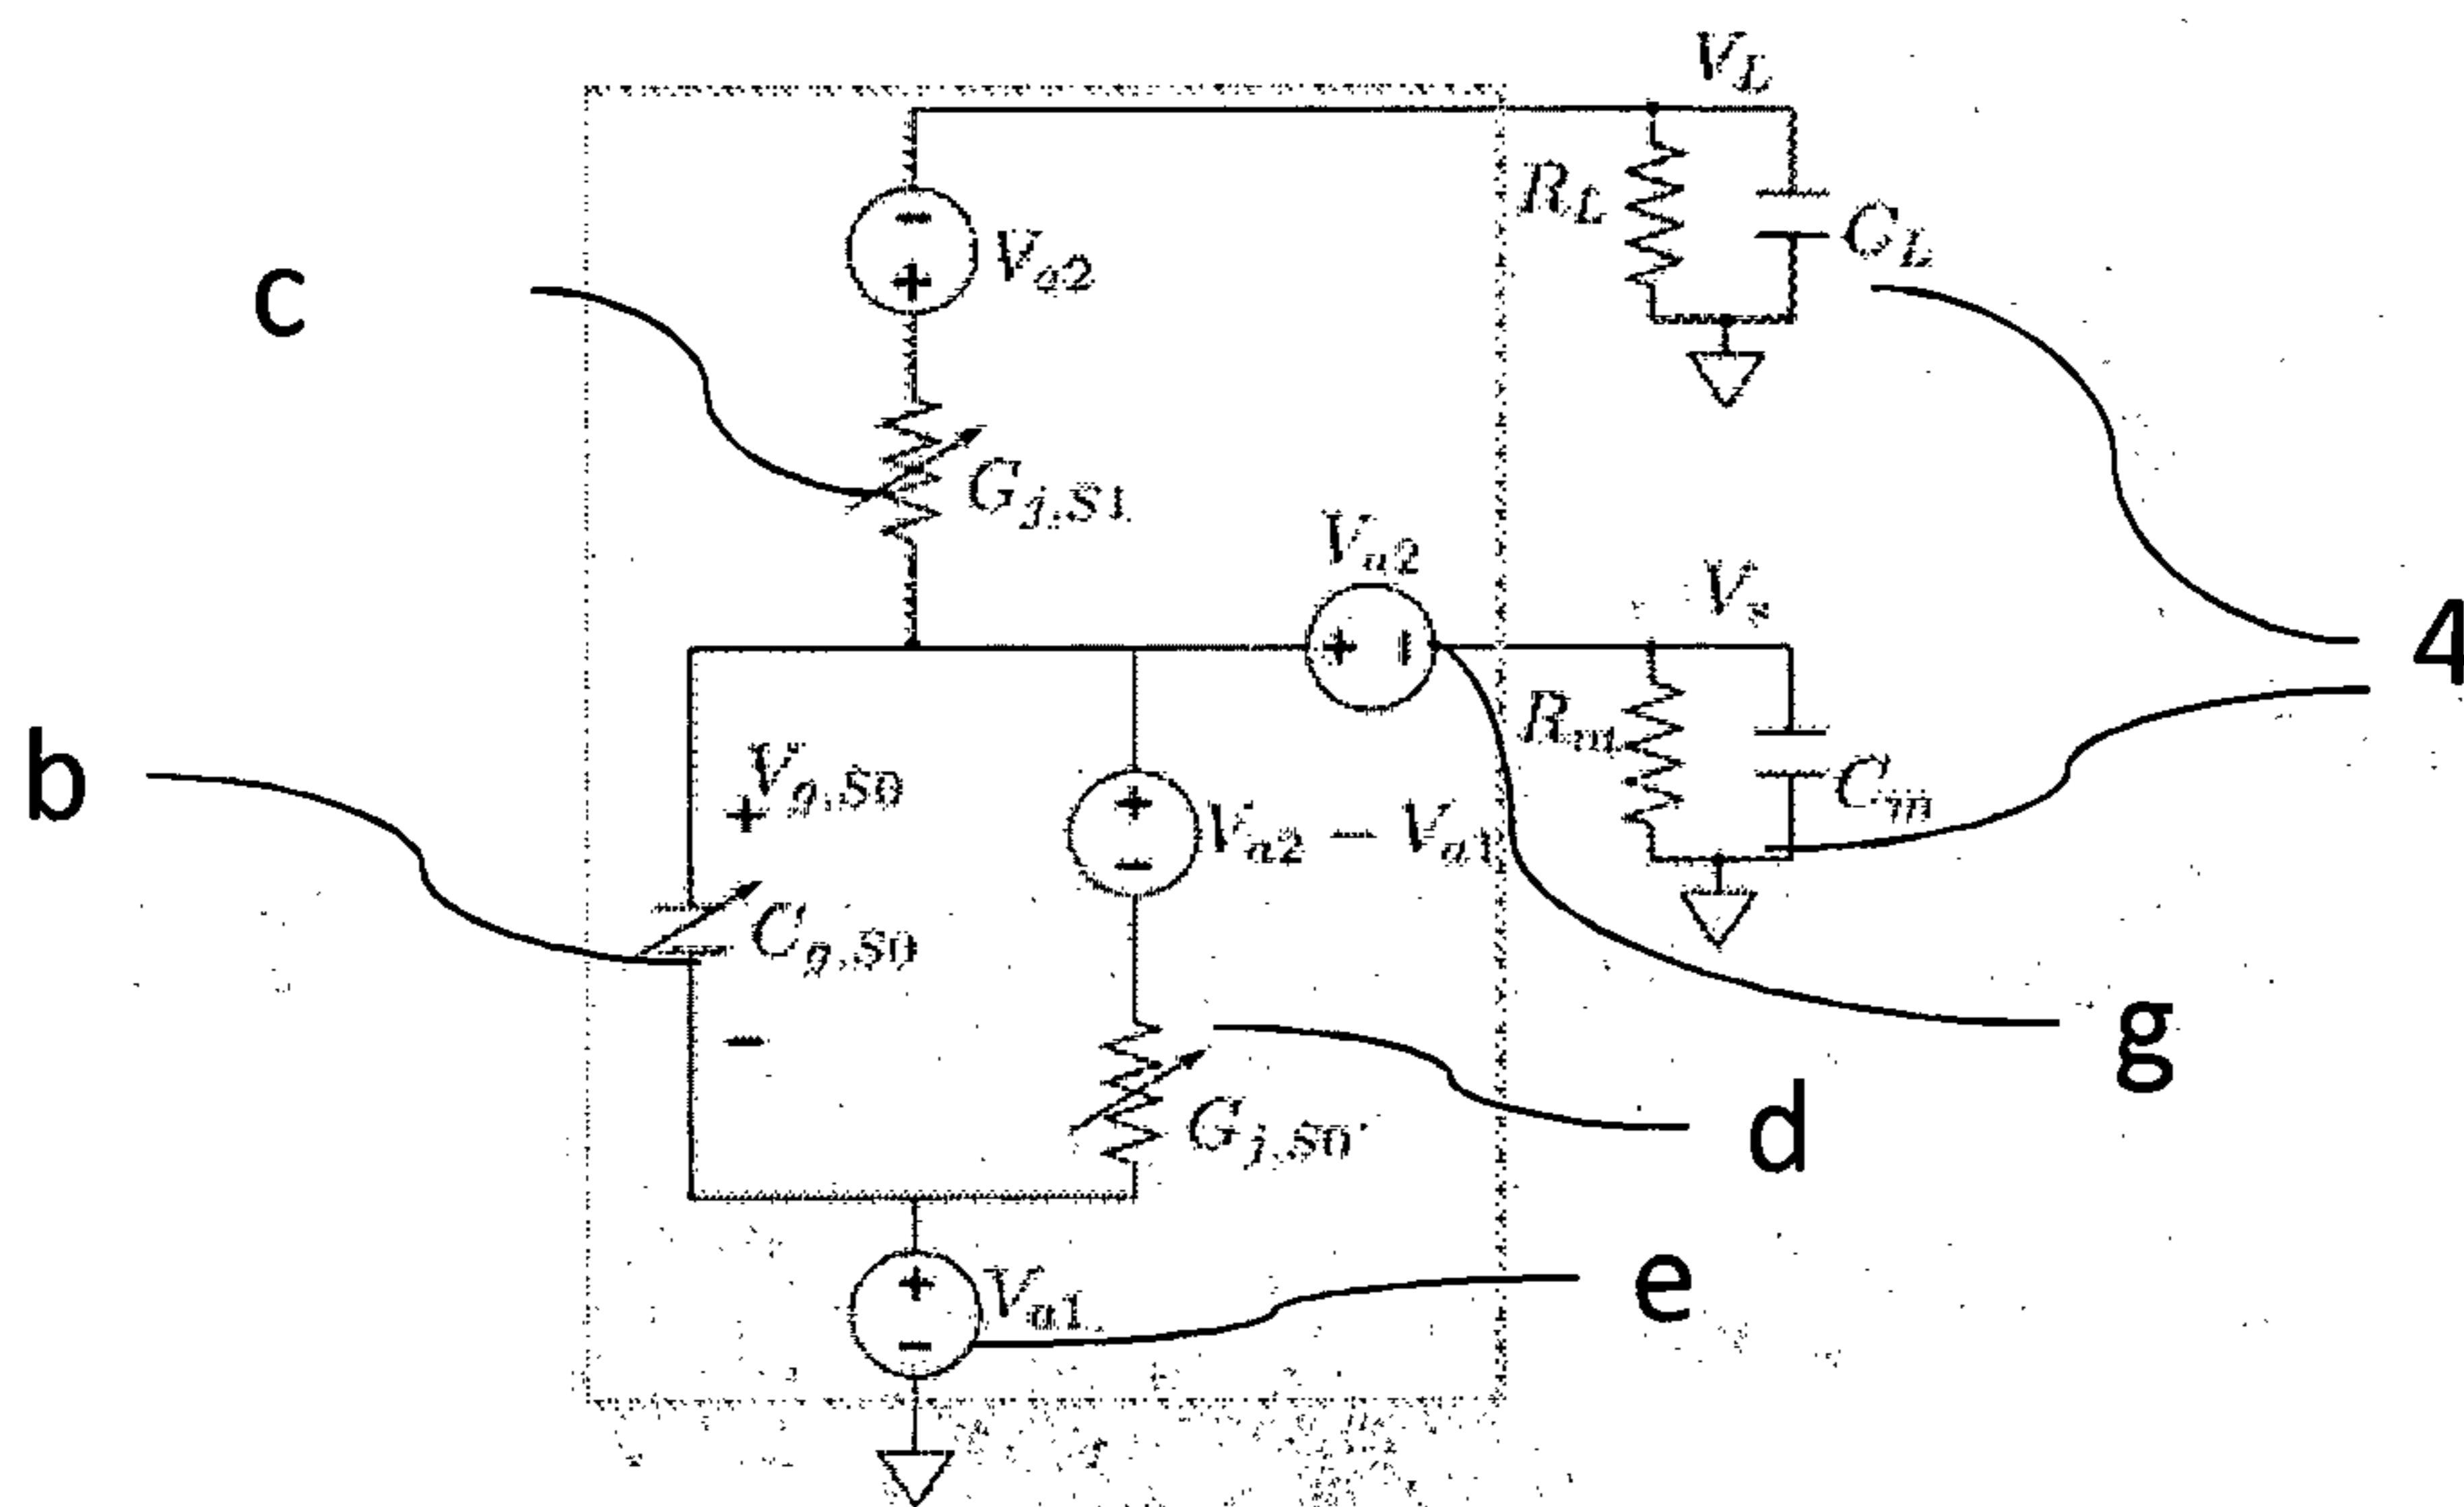 V_L
R_L
C_L
V_a2
c
G_j,S1
V_a2
V_s
4
b
V_g,S0
+
R_m
C_m
V_a2 − V_a1
C_g,S0
−
g
G_j,S0
d
V_a1
e